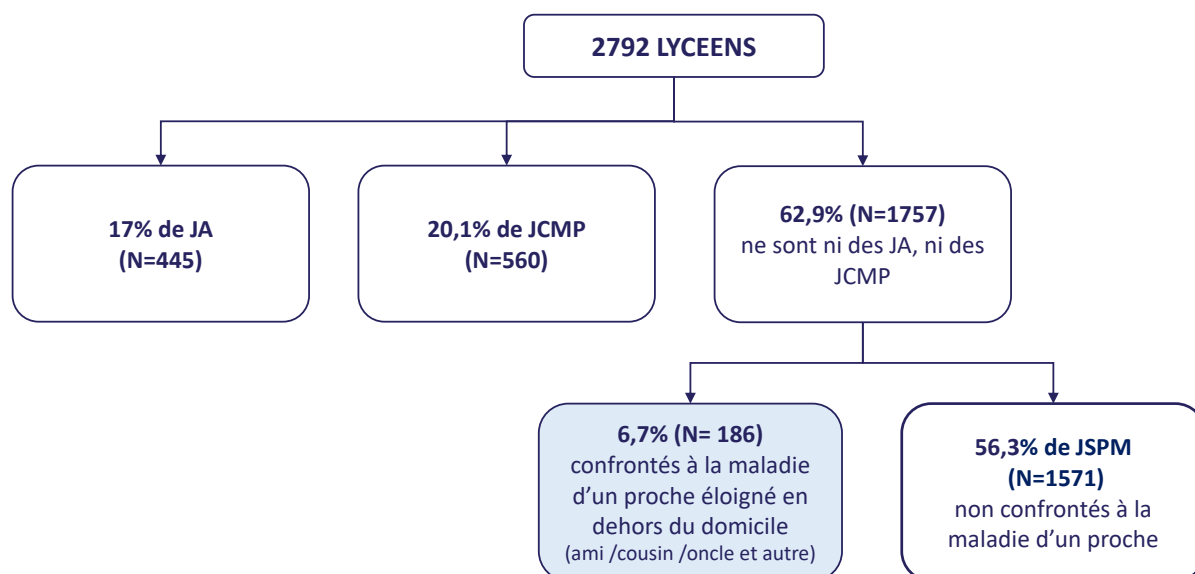 2792 LYCEENS
17% de JA
(N=445)
20,1% de JCMP
(N=560)
62,9% (N=1757)
ne sont ni des JA, ni des
JCMP
6,7% (N= 186)
confrontés à la maladie
d’un proche éloigné en
dehors du domicile
(ami /cousin /oncle et autre)
56,3% de JSPM
(N=1571)
non confrontés à la
maladie d’un proche